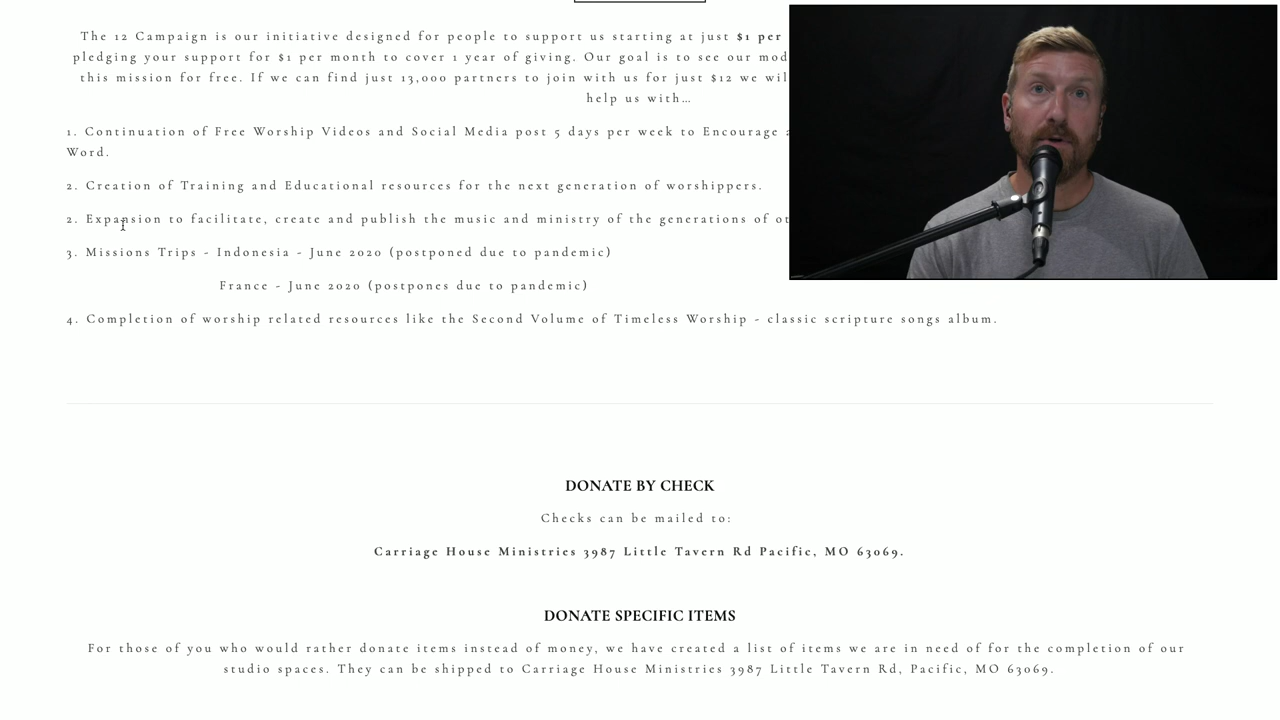 The 12 Campaign is our initiative designed for people to support us starting at just $1 per
pledging your support for $1 per month to cover 1 year of giving. Our goal is to see our
this mission for free. If we can find just 13,000 partners to join with us for just $12 we
help us with...
1. Continuation of Free Worship Videos and Social Media post 5 days per week to Encourage
Word.
2. Creation of Training and Educational resources for the next generation of worshippers.
2. Expansion to facilitate, create and publish the music and ministry of the generations of
3. Missions Trips - Indonesia - June 2020 (postponed due to pandemic)
France - June 2020 (postpones due to pandemic)
4. Completion of worship related resources like the Second Volume of Timeless Worship - classic scripture songs album.
DONATE BY CHECK
Checks can be mailed to:
Carriage House Ministries 3987 Little Tavern Rd Pacific, MO 63069.
DONATE SPECIFIC ITEMS
For those of you who would rather donate items instead of money, we have created a list of items we are in need of for the completion of our
studio spaces. They can be shipped to Carriage House Ministries 3987 Little Tavern Rd, Pacific, MO 63069.